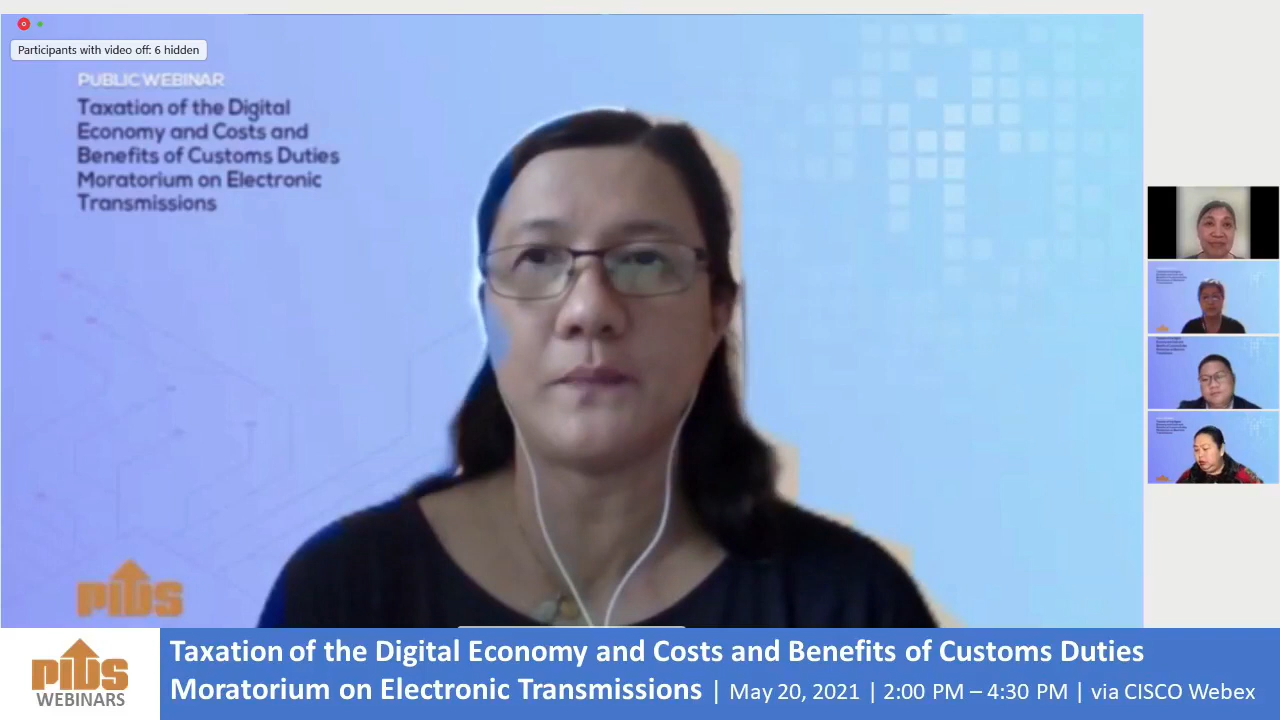 Participants with video off: 6 hidden
PUBLIC WEBINAR
Taxation of the Digital
Economy and Costs and
Benefits of Customs Duties
Moratorium on Electronic
Transmissions
PIDS
PIDS
WEBINARS
Taxation of the Digital Economy and Costs and Benefits of Customs Duties
Moratorium on Electronic Transmissions | May 20, 2021 | 2:00 PM – 4:30 PM | via CISCO Webex